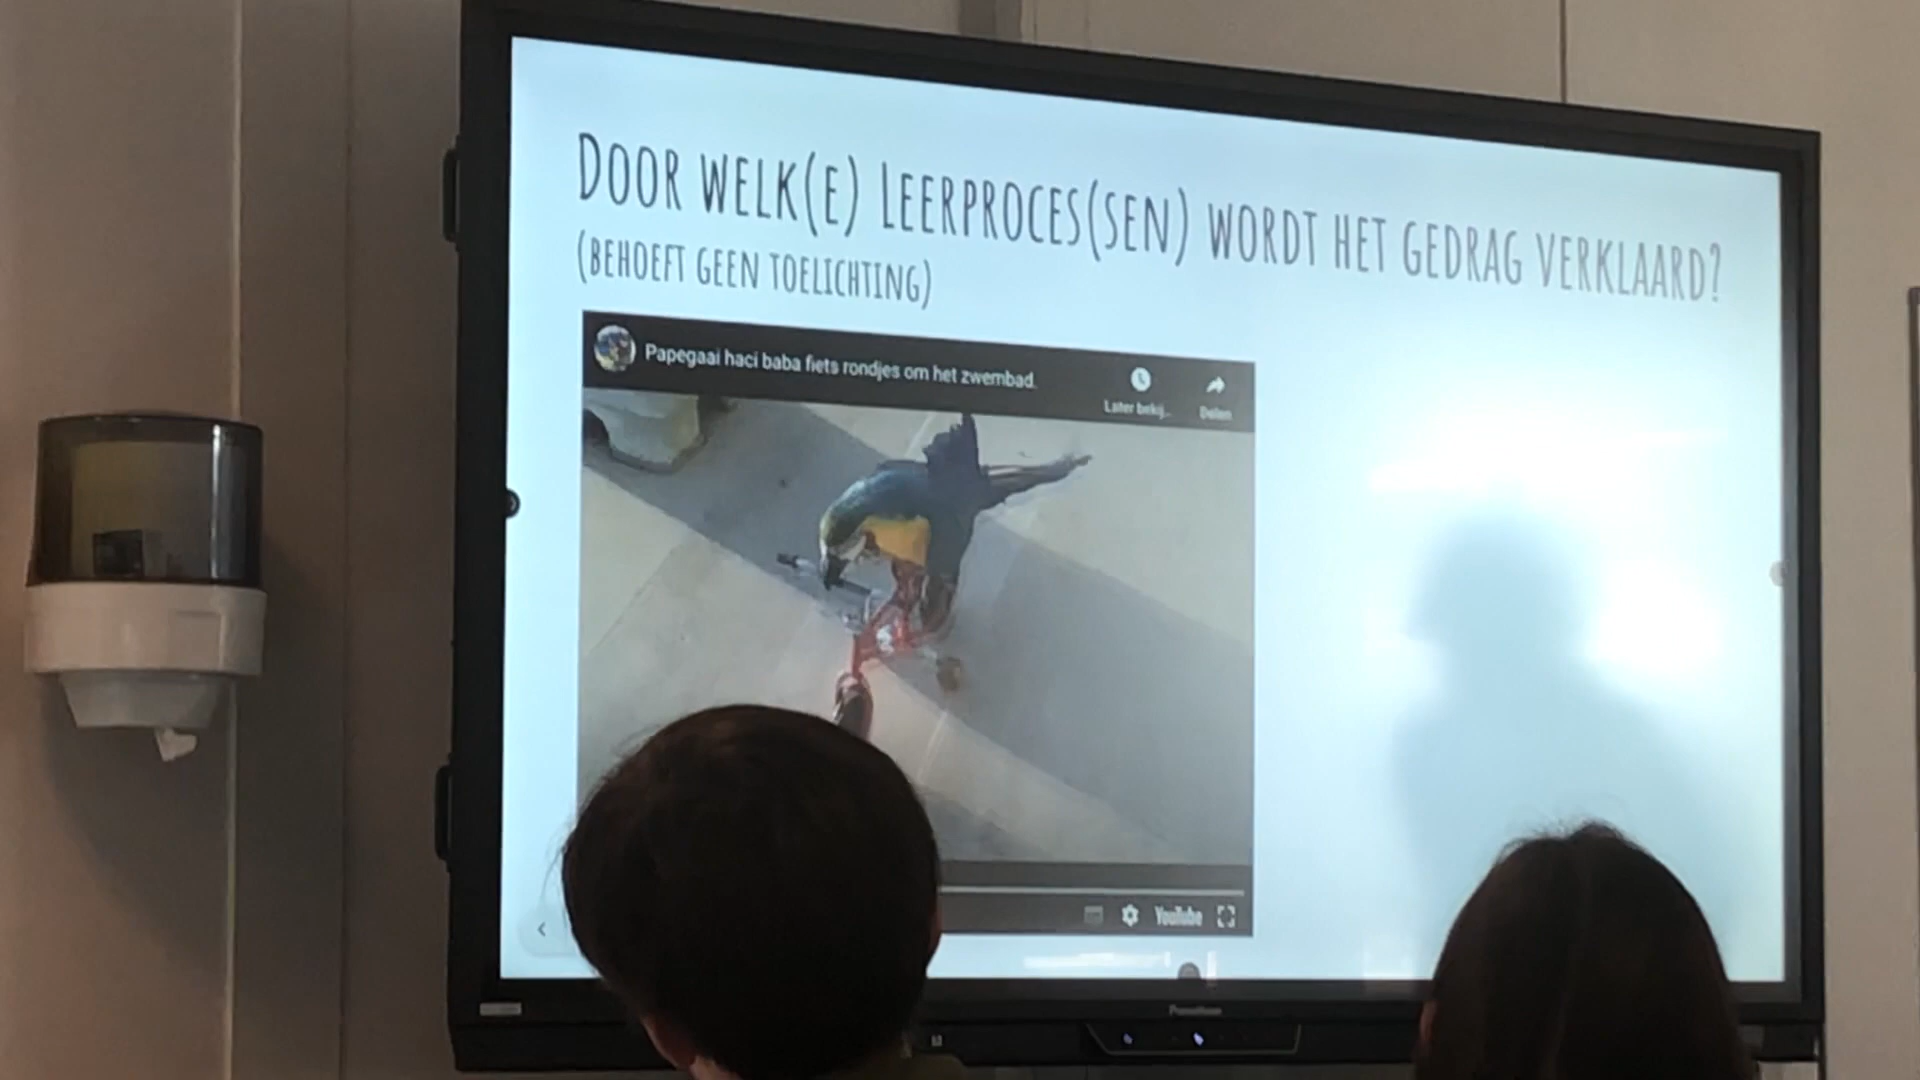 DOOR WELK(E) LEERPROCES(SEN) WORDT HET GEDRAG VERKLAARD?
(BEHOEFT GEEN TOELICHTING)
Papegaai haci baba fiets rondjes om het zwembad.
Later bekij...
Delen
YouTube
Promethean